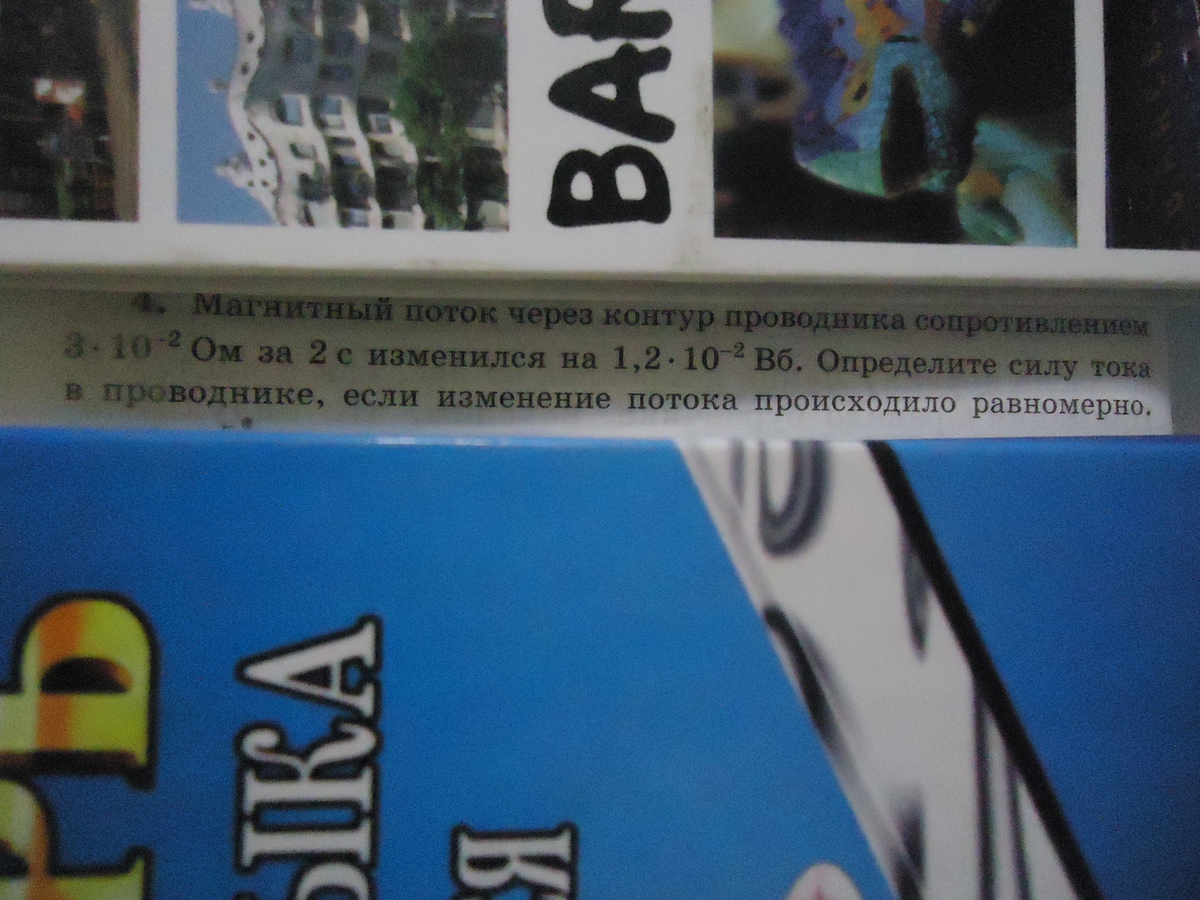 BAR
4. Магнитный поток через контур проводника сопротивлением
3·10⁻² Ом за 2 с изменился на 1,2·10⁻² Вб. Определите силу тока
в проводнике, если изменение потока происходило равномерно.